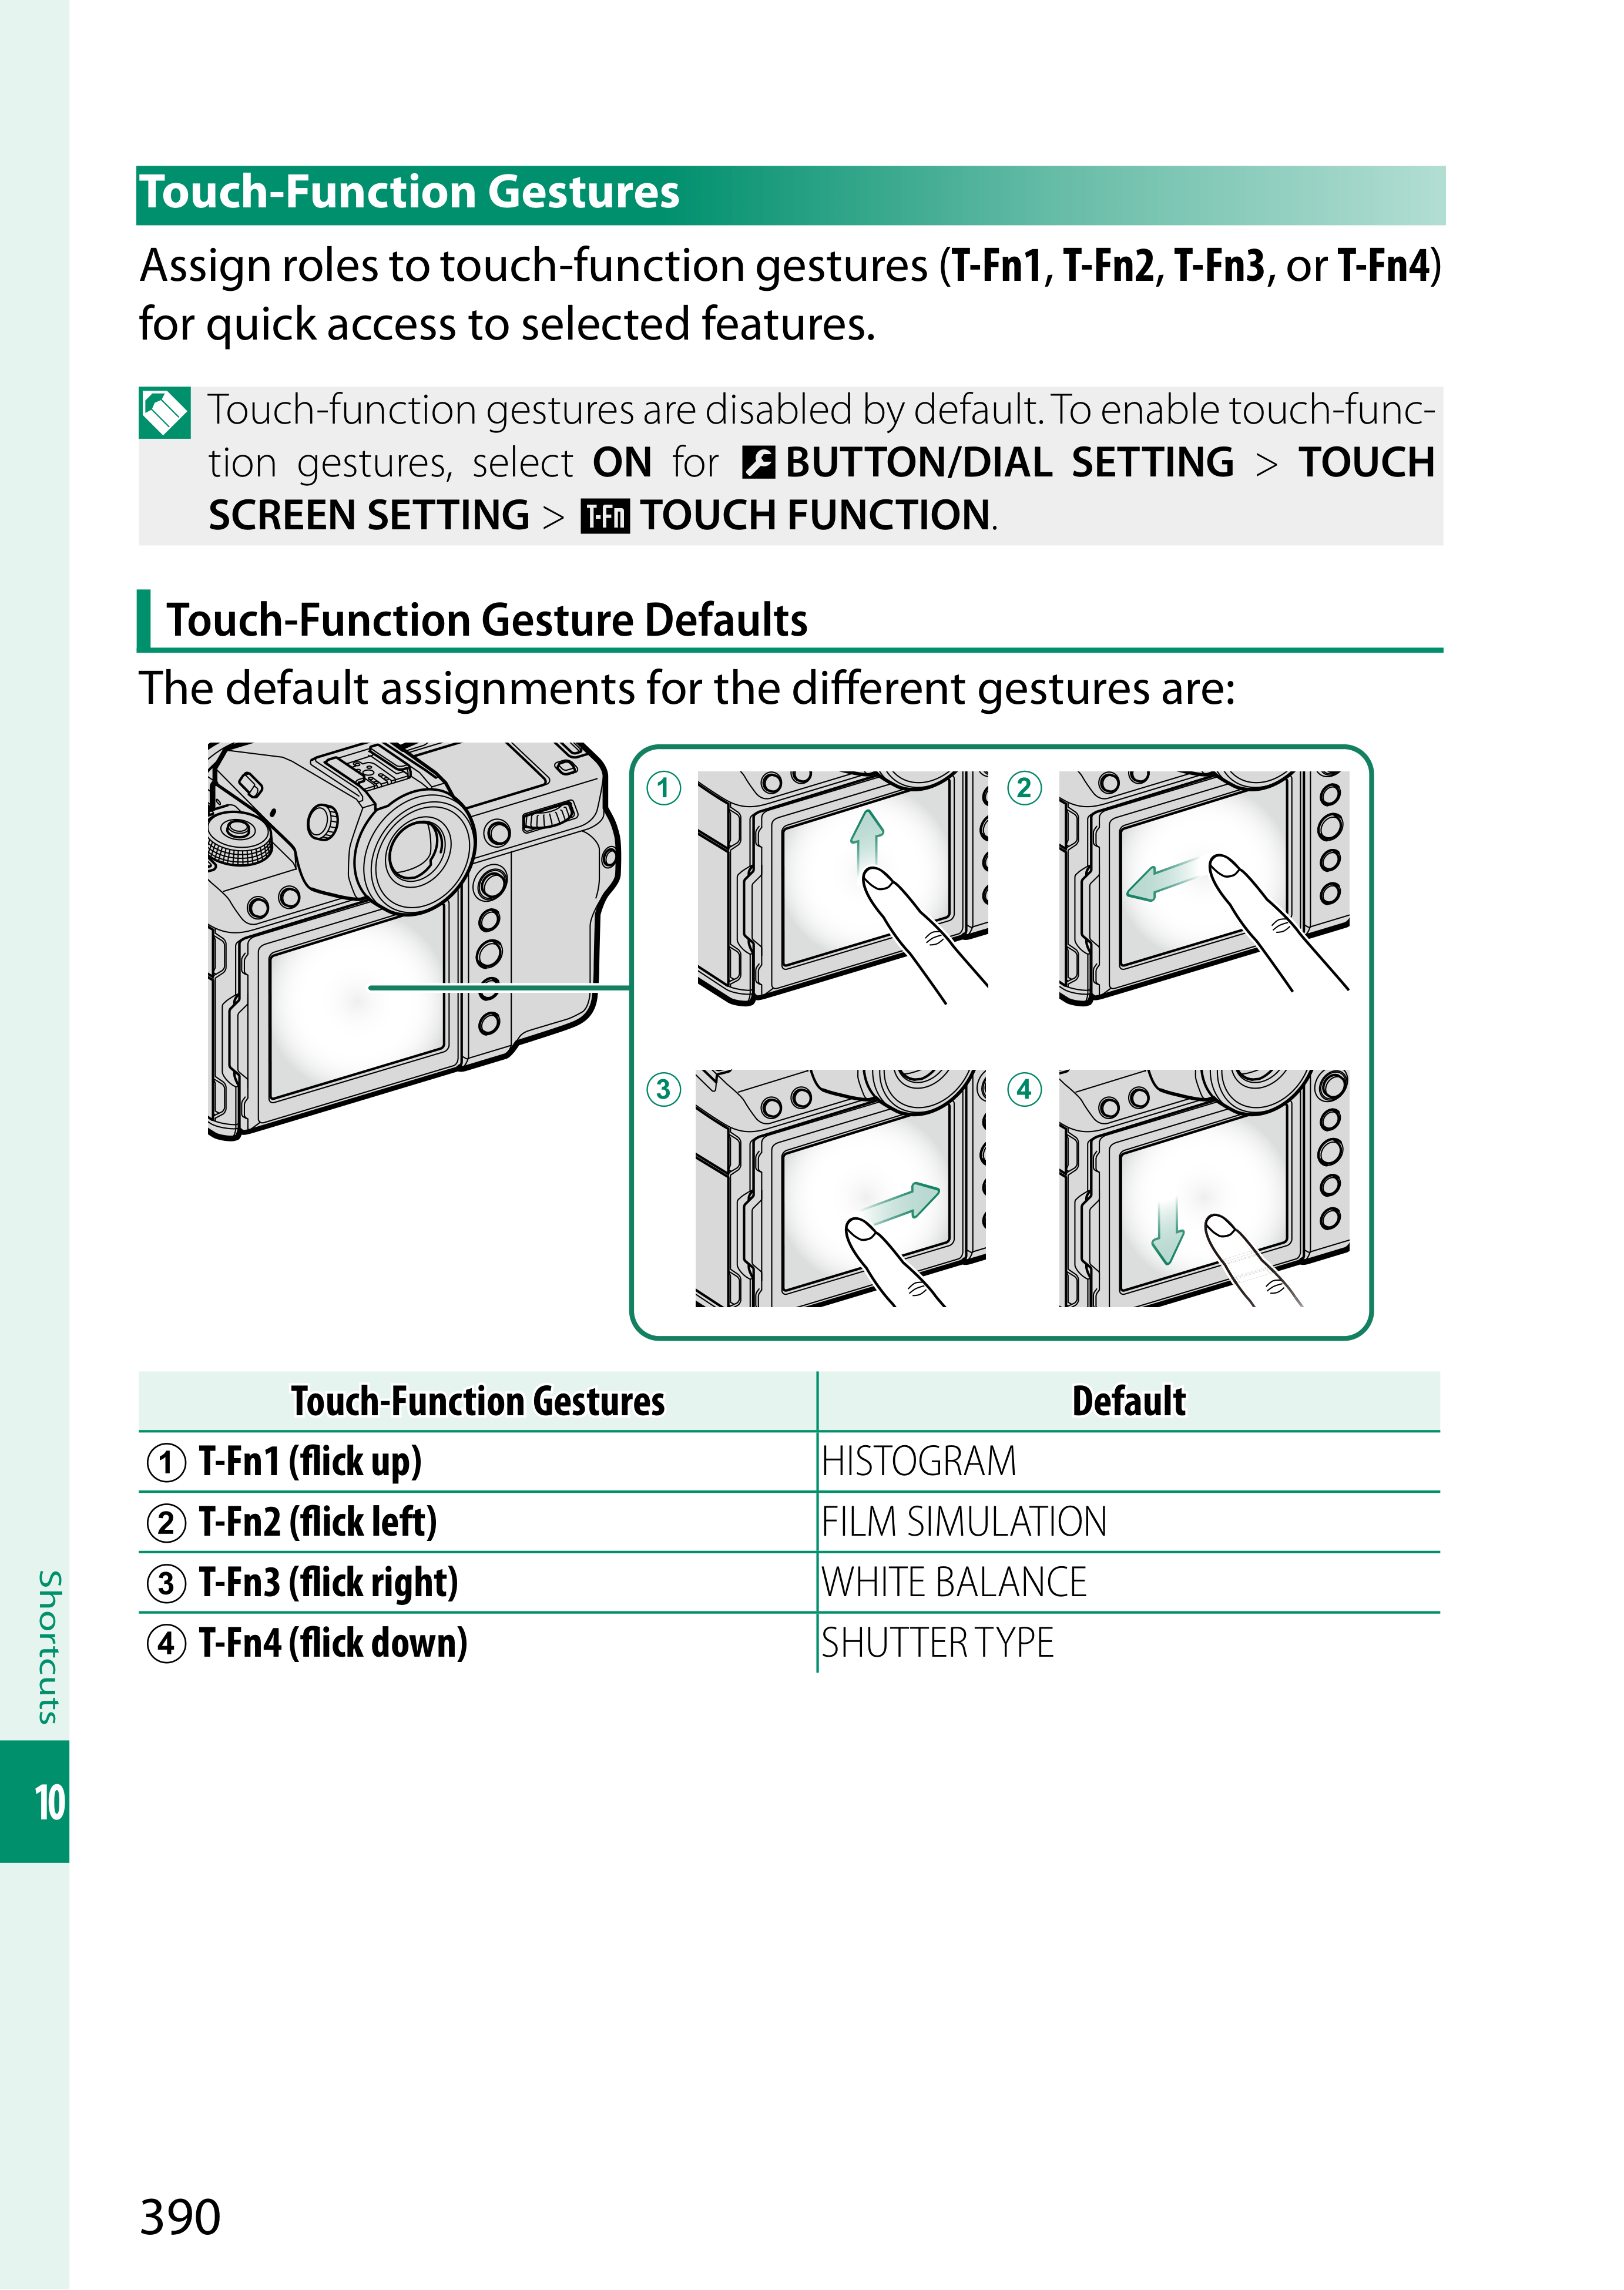 Touch-Function Gestures
Assign roles to touch-function gestures (T-Fn1, T-Fn2, T-Fn3, or T-Fn4)
for quick access to selected features.
Touch-function gestures are disabled by default. To enable touch-func-
tion gestures, select ON for BUTTON/DIAL SETTING > TOUCH
SCREEN SETTING > T-Fn TOUCH FUNCTION.
Touch-Function Gesture Defaults
The default assignments for the different gestures are:
1
2
3
4
Touch-Function Gestures Default
① T-Fn1 (flick up) HISTOGRAM
② T-Fn2 (flick left) FILM SIMULATION
③ T-Fn3 (flick right) WHITE BALANCE
④ T-Fn4 (flick down) SHUTTER TYPE
Shortcuts
10
390